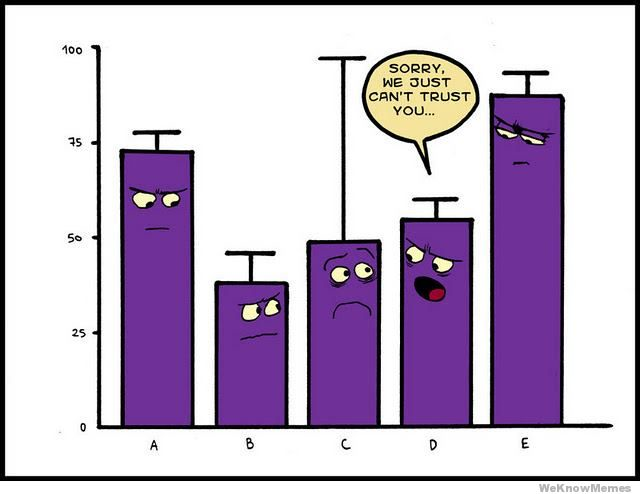 100
SORRY,
WE JUST
CAN'T TRUST
YOU...
75
50
25
0
A B C D E
WeKnowMemes